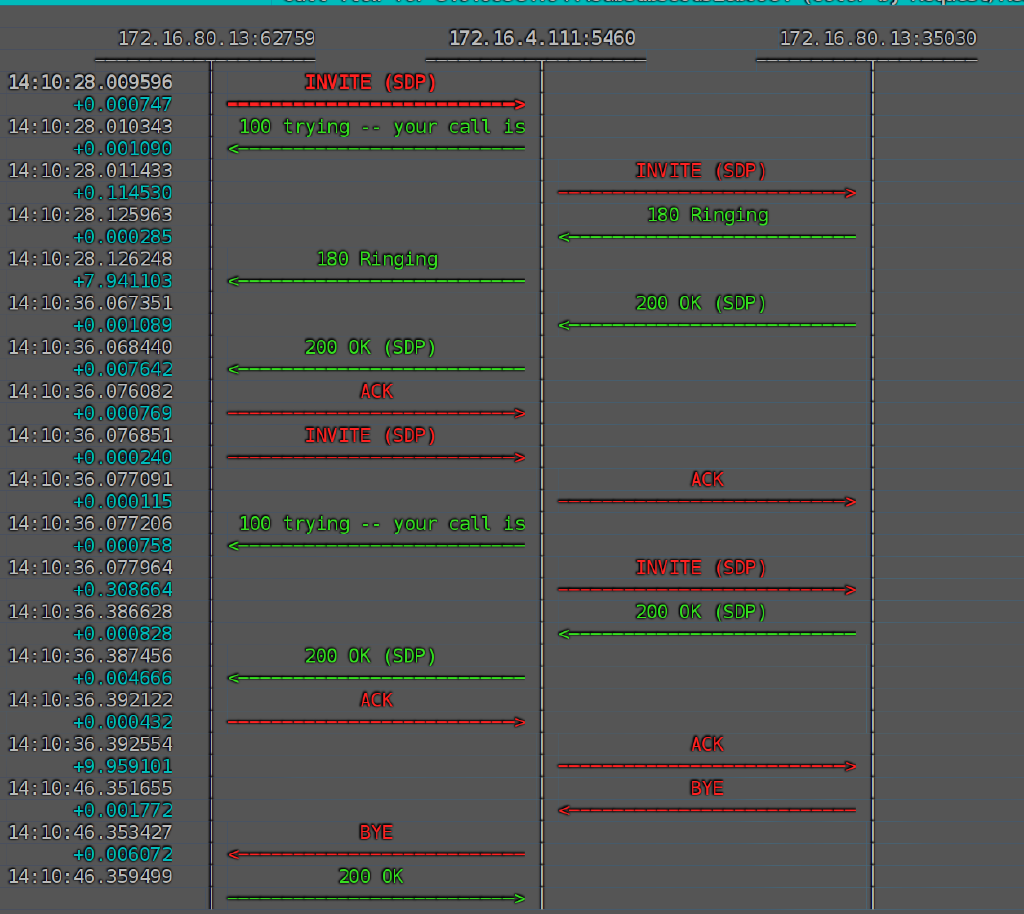 172.16.80.13:62759 172.16.4.111:5460 172.16.80.13:35030
14:10:28.009596 INVITE (SDP)
+0.000747
14:10:28.010343 100 trying -- your call is
+0.001090
14:10:28.011433 INVITE (SDP)
+0.114530
14:10:28.125963 180 Ringing
+0.000285
14:10:28.126248 180 Ringing
+7.941103
14:10:36.067351 200 OK (SDP)
+0.001089
14:10:36.068440 200 OK (SDP)
+0.007642
14:10:36.076082 ACK
+0.000769
14:10:36.076851 INVITE (SDP)
+0.000240
14:10:36.077091 ACK
+0.000115
14:10:36.077206 100 trying -- your call is
+0.000758
14:10:36.077964 INVITE (SDP)
+0.308664
14:10:36.386628 200 OK (SDP)
+0.000828
14:10:36.387456 200 OK (SDP)
+0.004666
14:10:36.392122 ACK
+0.000432
14:10:36.392554 ACK
+9.959101
14:10:46.351655 BYE
+0.001772
14:10:46.353427 BYE
+0.006072
14:10:46.359499 200 OK